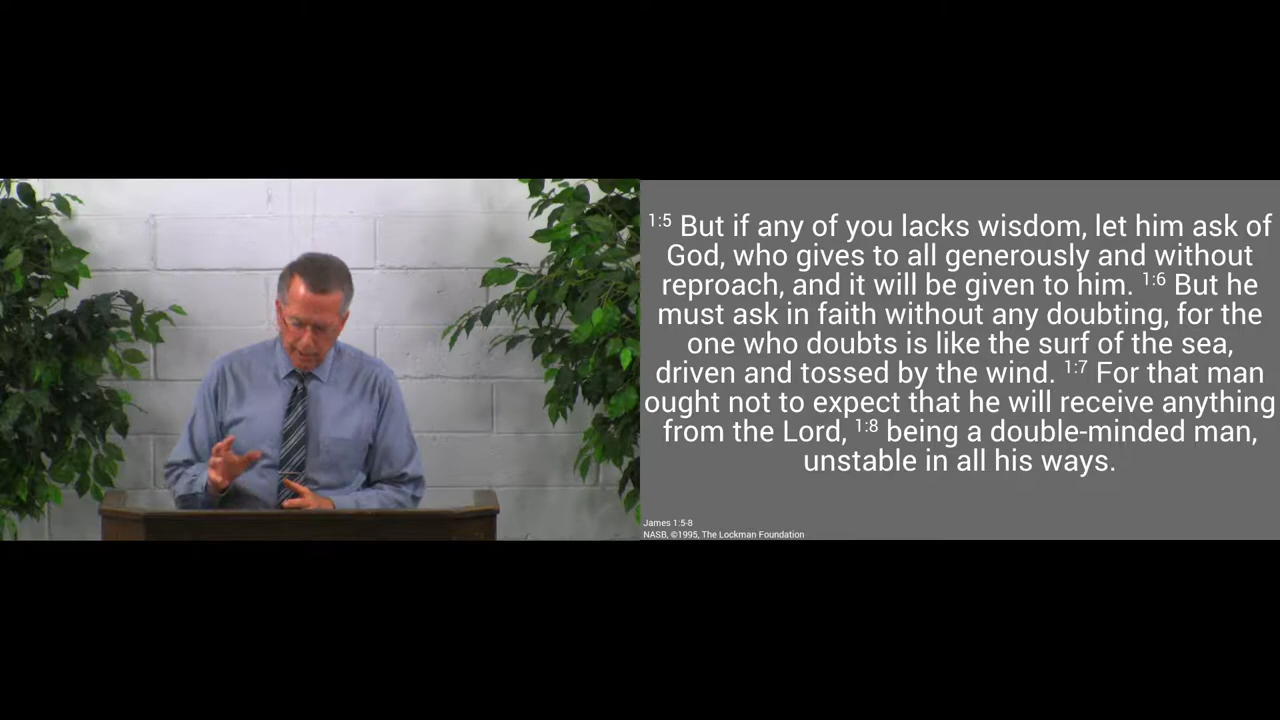 1:5 But if any of you lacks wisdom, let him ask of
God, who gives to all generously and without
reproach, and it will be given to him. 1:6 But he
must ask in faith without any doubting, for the
one who doubts is like the surf of the sea,
driven and tossed by the wind. 1:7 For that man
ought not to expect that he will receive anything
from the Lord, 1:8 being a double-minded man,
unstable in all his ways.
James 1:5-8
NASB, ©1995, The Lockman Foundation